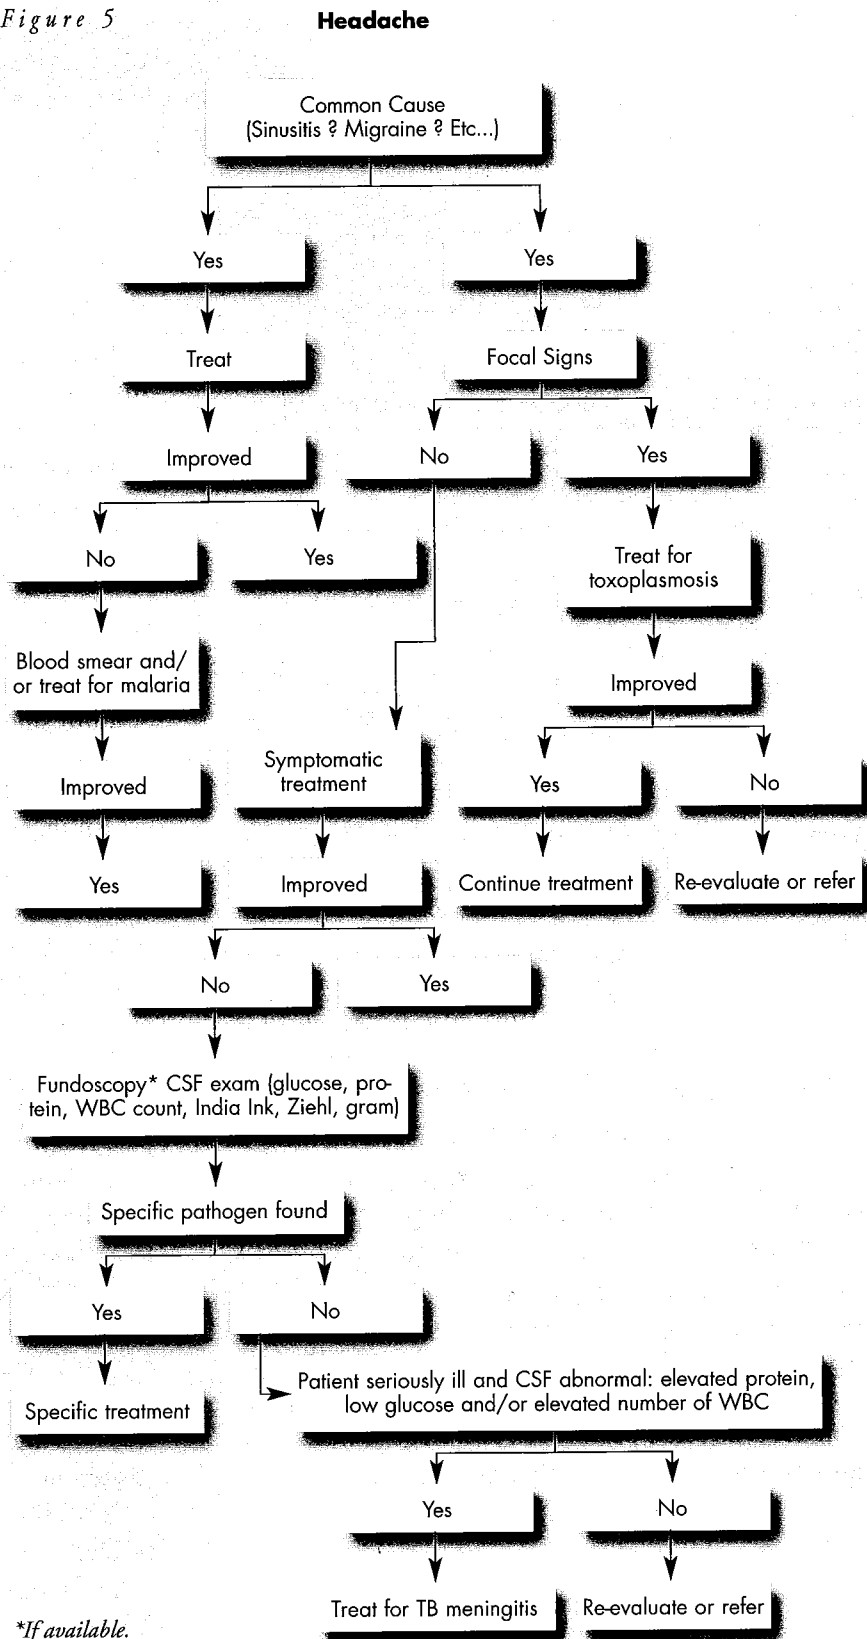 Figure 5
Headache
Common Cause
(Sinusitis ? Migraine ? Etc...)
Yes
Yes
Treat
Focal Signs
Improved
No
Yes
No
Yes
Treat for
toxoplasmosis
Blood smear and/
or treat for malaria
Improved
Symptomatic
treatment
Improved
Yes
No
Yes
Improved
Continue treatment
Re-evaluate or refer
No
Yes
Fundoscopy* CSF exam (glucose, pro-
tein, WBC count, India Ink, Ziehl, gram)
Specific pathogen found
Yes
No
Patient seriously ill and CSF abnormal: elevated protein,
low glucose and/or elevated number of WBC
Specific treatment
Yes
No
Treat for TB meningitis
Re-evaluate or refer
*If available.